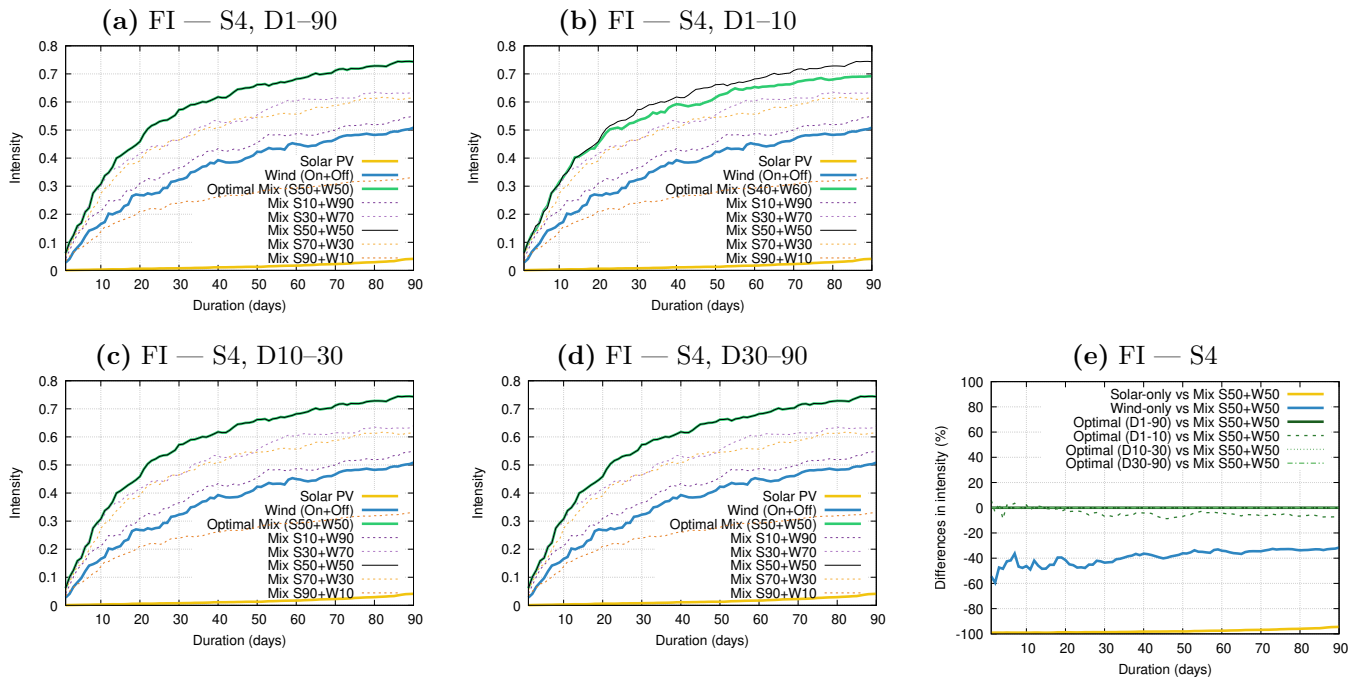 (a) FI — S4, D1–90
0.8
0.7
0.6
0.5
0.4
0.3
0.2
0.1
0
Intensity
10 20 30 40 50 60 70 80 90
Duration (days)
Solar PV
Wind (On+Off)
Optimal Mix (S50+W50)
Mix S10+W90
Mix S30+W70
Mix S50+W50
Mix S70+W30
Mix S90+W10
(b) FI — S4, D1–10
0.8
0.7
0.6
0.5
0.4
0.3
0.2
0.1
0
Intensity
10 20 30 40 50 60 70 80 90
Duration (days)
Solar PV
Wind (On+Off)
Optimal Mix (S40+W60)
Mix S10+W90
Mix S30+W70
Mix S50+W50
Mix S70+W30
Mix S90+W10
(c) FI — S4, D10–30
0.8
0.7
0.6
0.5
0.4
0.3
0.2
0.1
0
Intensity
10 20 30 40 50 60 70 80 90
Duration (days)
Solar PV
Wind (On+Off)
Optimal Mix (S50+W50)
Mix S10+W90
Mix S30+W70
Mix S50+W50
Mix S70+W30
Mix S90+W10
(d) FI — S4, D30–90
0.8
0.7
0.6
0.5
0.4
0.3
0.2
0.1
0
Intensity
10 20 30 40 50 60 70 80 90
Duration (days)
Solar PV
Wind (On+Off)
Optimal Mix (S50+W50)
Mix S10+W90
Mix S30+W70
Mix S50+W50
Mix S70+W30
Mix S90+W10
(e) FI — S4
100
80
60
40
20
0
-20
-40
-60
-80
-100
Differences in intensity (%)
10 20 30 40 50 60 70 80 90
Duration (days)
Solar-only vs Mix S50+W50
Wind-only vs Mix S50+W50
Optimal (D1-90) vs Mix S50+W50
Optimal (D1-10) vs Mix S50+W50
Optimal (D10-30) vs Mix S50+W50
Optimal (D30-90) vs Mix S50+W50